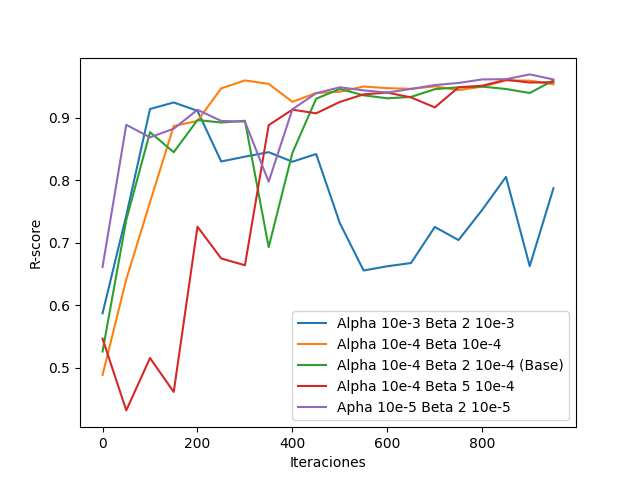 R-score
0.9
0.8
0.7
0.6
0.5
Alpha 10e-3 Beta 2 10e-3
Alpha 10e-4 Beta 10e-4
Alpha 10e-4 Beta 2 10e-4 (Base)
Alpha 10e-4 Beta 5 10e-4
Apha 10e-5 Beta 2 10e-5
0 200 400 600 800
Iteraciones